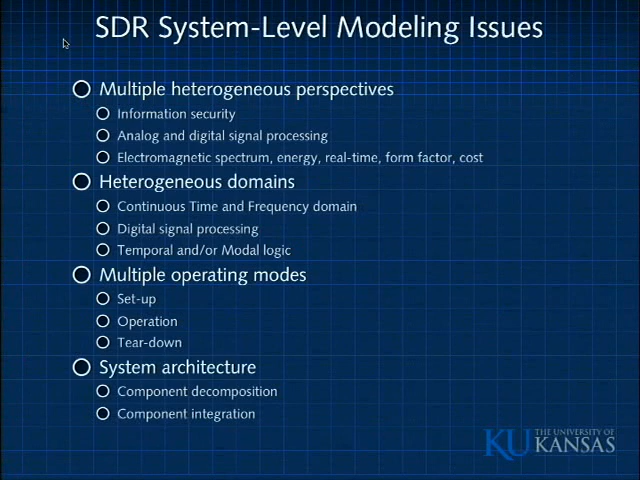 SDR System-Level Modeling Issues
Multiple heterogeneous perspectives
Information security
Analog and digital signal processing
Electromagnetic spectrum, energy, real-time, form factor, cost
Heterogeneous domains
Continuous Time and Frequency domain
Digital signal processing
Temporal and/or Modal logic
Multiple operating modes
Set-up
Operation
Tear-down
System architecture
Component decomposition
Component integration
KU THE UNIVERSITY OF
KANSAS